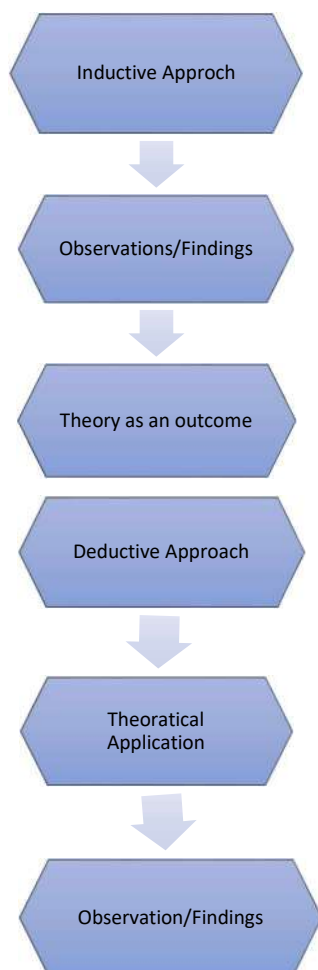 Inductive Approch
Observations/Findings
Theory as an outcome
Deductive Approach
Theoratical
Application
Observation/Findings